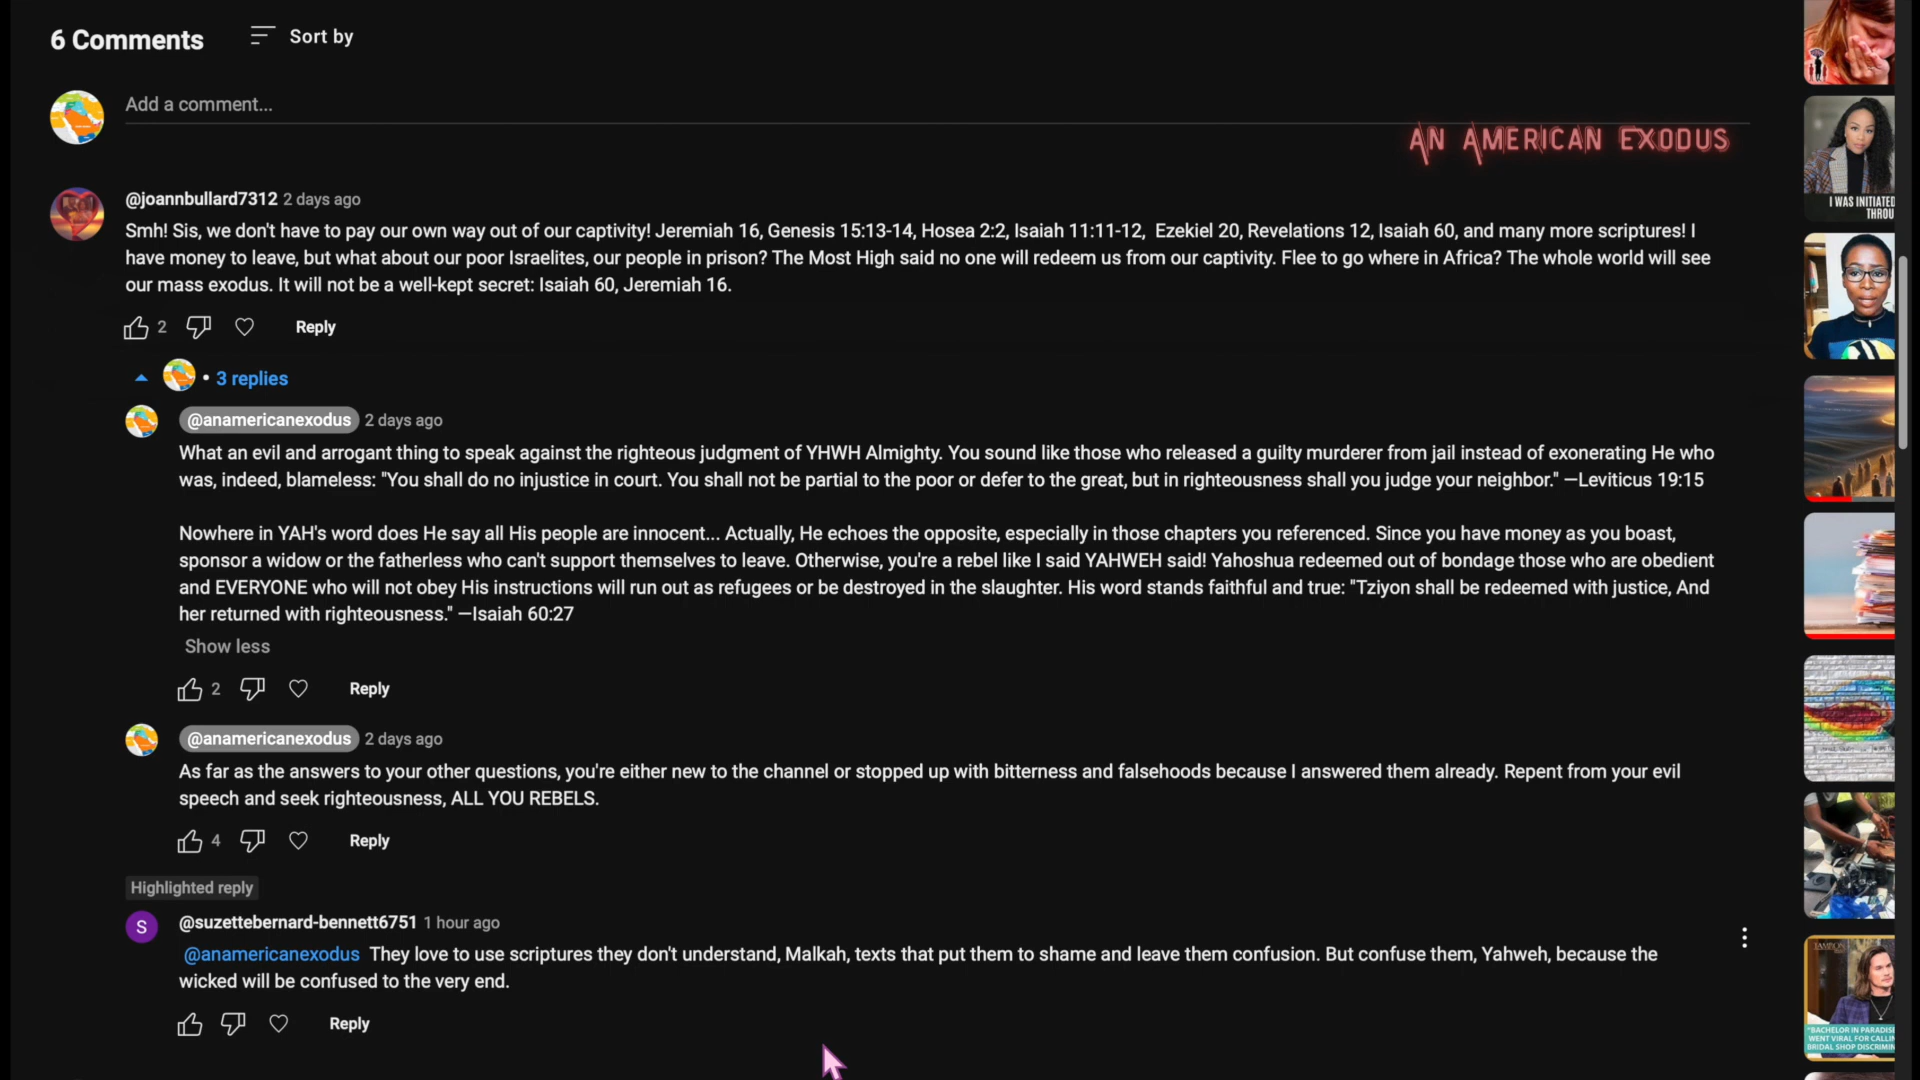 6 Comments
Sort by
Add a comment...
AN AMERICAN EXODUS
@joannbullard7312 2 days ago
Smh! Sis, we don't have to pay our own way out of our captivity! Jeremiah 16, Genesis 15:13-14, Hosea 2:2, Isaiah 11:11-12, Ezekiel 20, Revelations 12, Isaiah 60, and many more scriptures! I
have money to leave, but what about our poor Israelites, our people in prison? The Most High said no one will redeem us from our captivity. Flee to go where in Africa? The whole world will see
our mass exodus. It will not be a well-kept secret: Isaiah 60, Jeremiah 16.
2
Reply
• 3 replies
@anamericanexodus 2 days ago
What an evil and arrogant thing to speak against the righteous judgment of YHWH Almighty. You sound like those who released a guilty murderer from jail instead of exonerating He who
was, indeed, blameless: "You shall do no injustice in court. You shall not be partial to the poor or defer to the great, but in righteousness shall you judge your neighbor." —Leviticus 19:15
Nowhere in YAH's word does He say all His people are innocent... Actually, He echoes the opposite, especially in those chapters you referenced. Since you have money as you boast,
sponsor a widow or the fatherless who can't support themselves to leave. Otherwise, you're a rebel like I said YAHWEH said! Yahoshua redeemed out of bondage those who are obedient
and EVERYONE who will not obey His instructions will run out as refugees or be destroyed in the slaughter. His word stands faithful and true: "Tziyon shall be redeemed with justice, And
her returned with righteousness." —Isaiah 60:27
Show less
2
Reply
@anamericanexodus 2 days ago
As far as the answers to your other questions, you're either new to the channel or stopped up with bitterness and falsehoods because I answered them already. Repent from your evil
speech and seek righteousness, ALL YOU REBELS.
4
Reply
Highlighted reply
S
@suzettebernard-bennett6751 1 hour ago
@anamericanexodus They love to use scriptures they don't understand, Malkah, texts that put them to shame and leave them confusion. But confuse them, Yahweh, because the
wicked will be confused to the very end.
Reply
I WAS INITIATED
THROU
"BACHELOR IN PARADISE
WENT VIRAL FOR CALLIN
BRIDAL SHOP DISCRIMIN